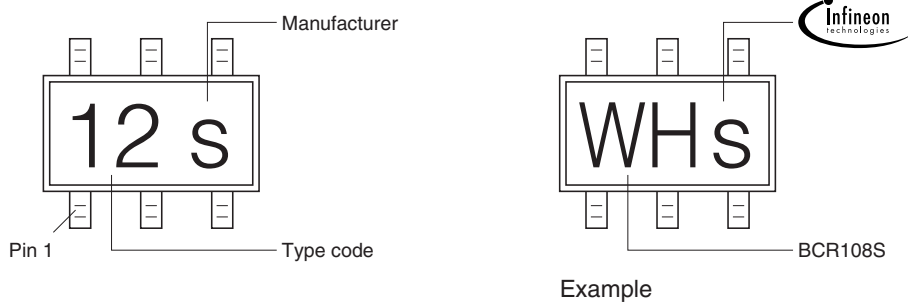 Manufacturer
Infineon
technologies
12 s
WHs
Pin 1
Type code
BCR108S
Example